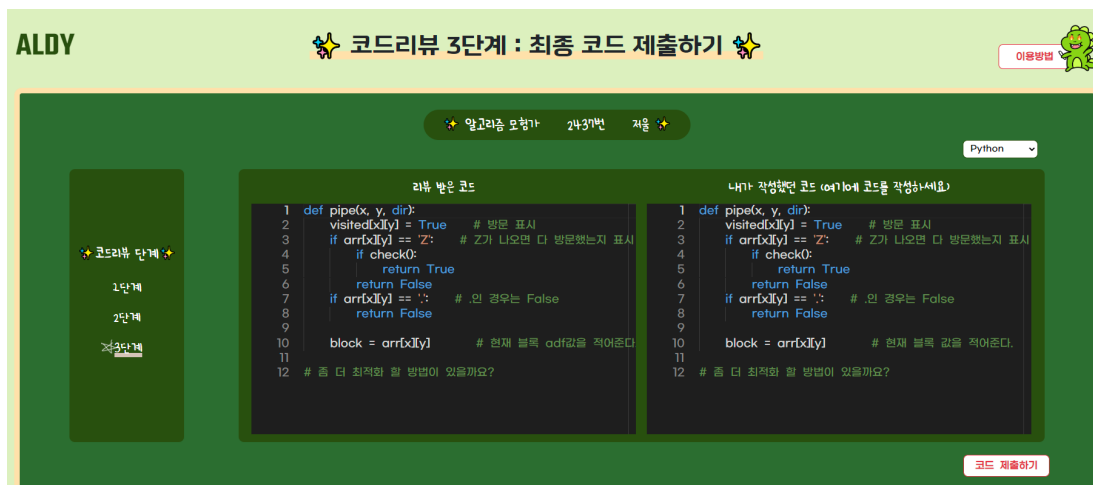 ALDY
코드리뷰 3단계 : 최종 코드 제출하기
이용방법
알고리즘 모험가 2437번 저울
Python
코드리뷰 단계
1단계
2단계
3단계
리뷰 받은 코드
1 def pipe(x, y, dir):
2 visited[x][y] = True # 방문 표시
3 if arr[x][y] == 'Z': # Z가 나오면 다 방문했는지 표시
4 if check():
5 return True
6 return False
7 if arr[x][y] == '.': # .인 경우는 False
8 return False
9
10 block = arr[x][y] # 현재 블록 adf값을 적어준다
11
12 # 좀 더 최적화 할 방법이 있을까요?
내가 작성했던 코드 (여기에 코드를 작성하세요)
1 def pipe(x, y, dir):
2 visited[x][y] = True # 방문 표시
3 if arr[x][y] == 'Z': # Z가 나오면 다 방문했는지 표시
4 if check():
5 return True
6 return False
7 if arr[x][y] == '.': # .인 경우는 False
8 return False
9
10 block = arr[x][y] # 현재 블록 값을 적어준다.
11
12 # 좀 더 최적화 할 방법이 있을까요?
코드 제출하기